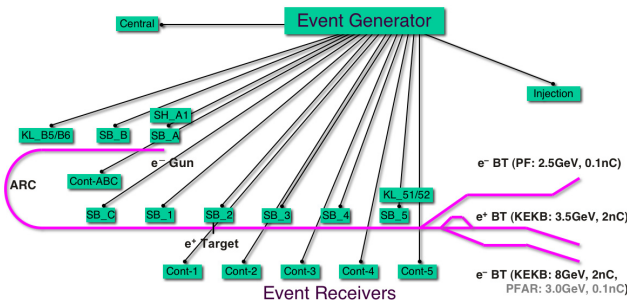 Event Generator
Central
Injection
SH_A1
KL_B5/B6
SB_B
SB_A
e⁻ Gun
e⁻ BT (PF: 2.5GeV, 0.1nC)
ARC
Cont-ABC
KL_51/52
SB_C
SB_1
SB_2
SB_3
SB_4
SB_5
e⁺ BT (KEKB: 3.5GeV, 2nC)
e⁺ Target
Cont-1
Cont-2
Cont-3
Cont-4
Cont-5
e⁻ BT (KEKB: 8GeV, 2nC,
PFAR: 3.0GeV, 0.1nC)
Event Receivers